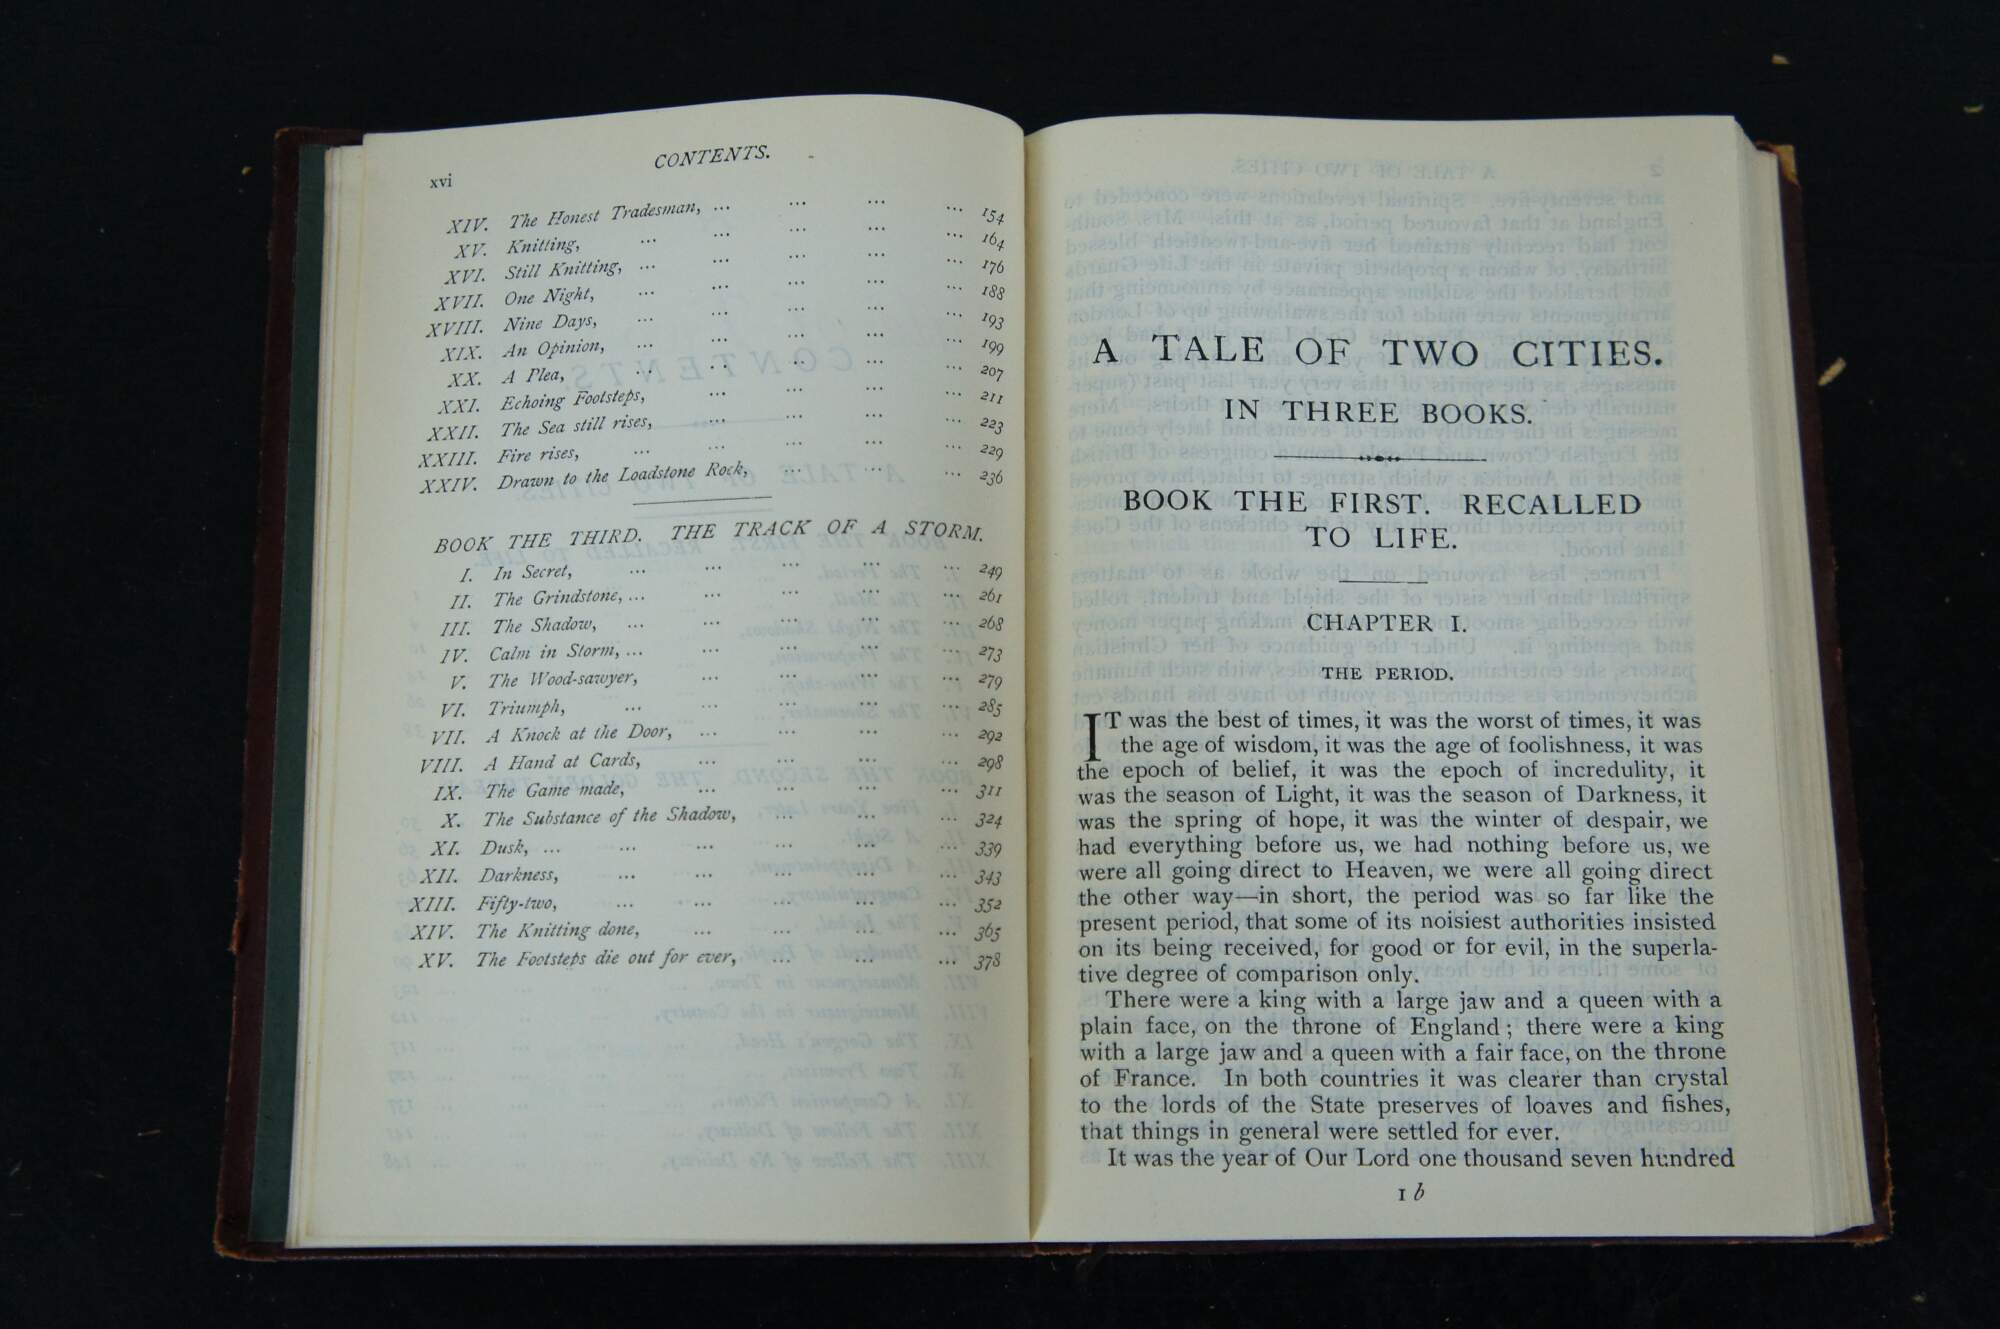 CONTENTS.
xvi
XIV. The Honest Tradesman, ... ... ... ... 154
XV. Knitting, ... ... ... ... ... 164
XVI. Still Knitting, ... ... ... ... ... 176
XVII. One Night, ... ... ... ... ... 188
XVIII. Nine Days, ... ... ... ... ... 193
XIX. An Opinion, ... ... ... ... ... 199
XX. A Plea, ... ... ... ... ... 207
XXI. Echoing Footsteps, ... ... ... ... 211
XXII. The Sea still rises, ... ... ... ... 223
XXIII. Fire rises, ... ... ... ... ... 229
XXIV. Drawn to the Loadstone Rock, ... ... ... 236
BOOK THE THIRD. THE TRACK OF A STORM.
I. In Secret, ... ... ... ... ... 249
II. The Grindstone, ... ... ... ... ... 261
III. The Shadow, ... ... ... ... ... 268
IV. Calm in Storm, ... ... ... ... ... 273
V. The Wood-sawyer, ... ... ... ... 279
VI. Triumph, ... ... ... ... ... 285
VII. A Knock at the Door, ... ... ... ... 292
VIII. A Hand at Cards, ... ... ... ... 298
IX. The Game made, ... ... ... ... 311
X. The Substance of the Shadow, ... ... ... 324
XI. Dusk, ... ... ... ... ... ... 339
XII. Darkness, ... ... ... ... ... 343
XIII. Fifty-two, ... ... ... ... ... 352
XIV. The Knitting done, ... ... ... 365
XV. The Footsteps die out for ever, ... ... ... 378
A TALE OF TWO CITIES.
IN THREE BOOKS.
BOOK THE FIRST. RECALLED
TO LIFE.
CHAPTER I.
THE PERIOD.
IT was the best of times, it was the worst of times, it was
the age of wisdom, it was the age of foolishness, it was
the epoch of belief, it was the epoch of incredulity, it
was the season of Light, it was the season of Darkness, it
was the spring of hope, it was the winter of despair, we
had everything before us, we had nothing before us, we
were all going direct to Heaven, we were all going direct
the other way—in short, the period was so far like the
present period, that some of its noisiest authorities insisted
on its being received, for good or for evil, in the superla-
tive degree of comparison only.
There were a king with a large jaw and a queen with a
plain face, on the throne of England; there were a king
with a large jaw and a queen with a fair face, on the throne
of France. In both countries it was clearer than crystal
to the lords of the State preserves of loaves and fishes,
that things in general were settled for ever.
It was the year of Our Lord one thousand seven hundred
1 b